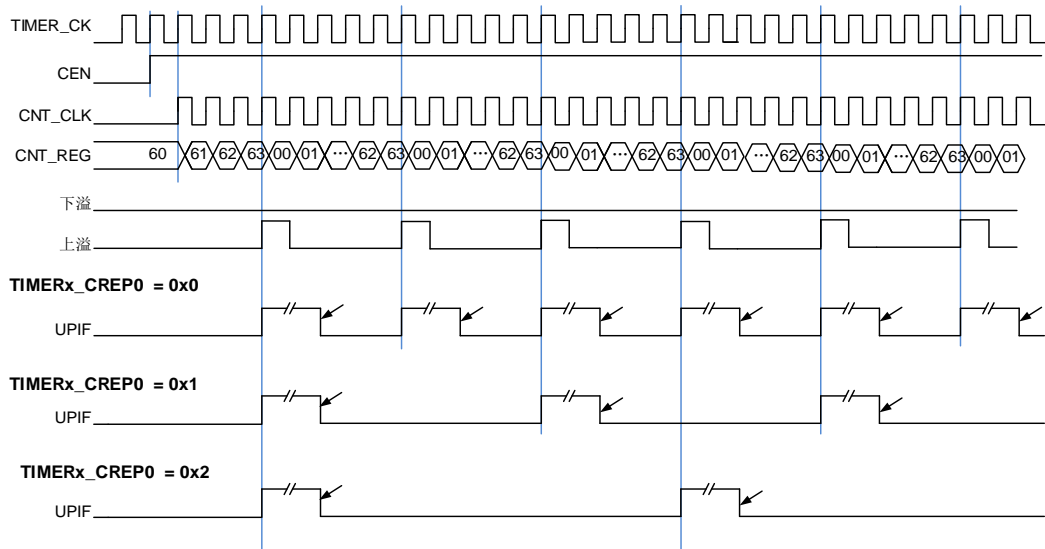 TIMER_CK
CEN
CNT_CLK
CNT_REG 60 61 62 63 00 01 ··· 62 63 00 01 ··· 62 63 00 01 ··· 62 63 00 01 ··· 62 63 00 01 ··· 62 63 00 01
下溢
上溢
TIMERx_CREP0 = 0x0
UPIF
TIMERx_CREP0 = 0x1
UPIF
TIMERx_CREP0 = 0x2
UPIF